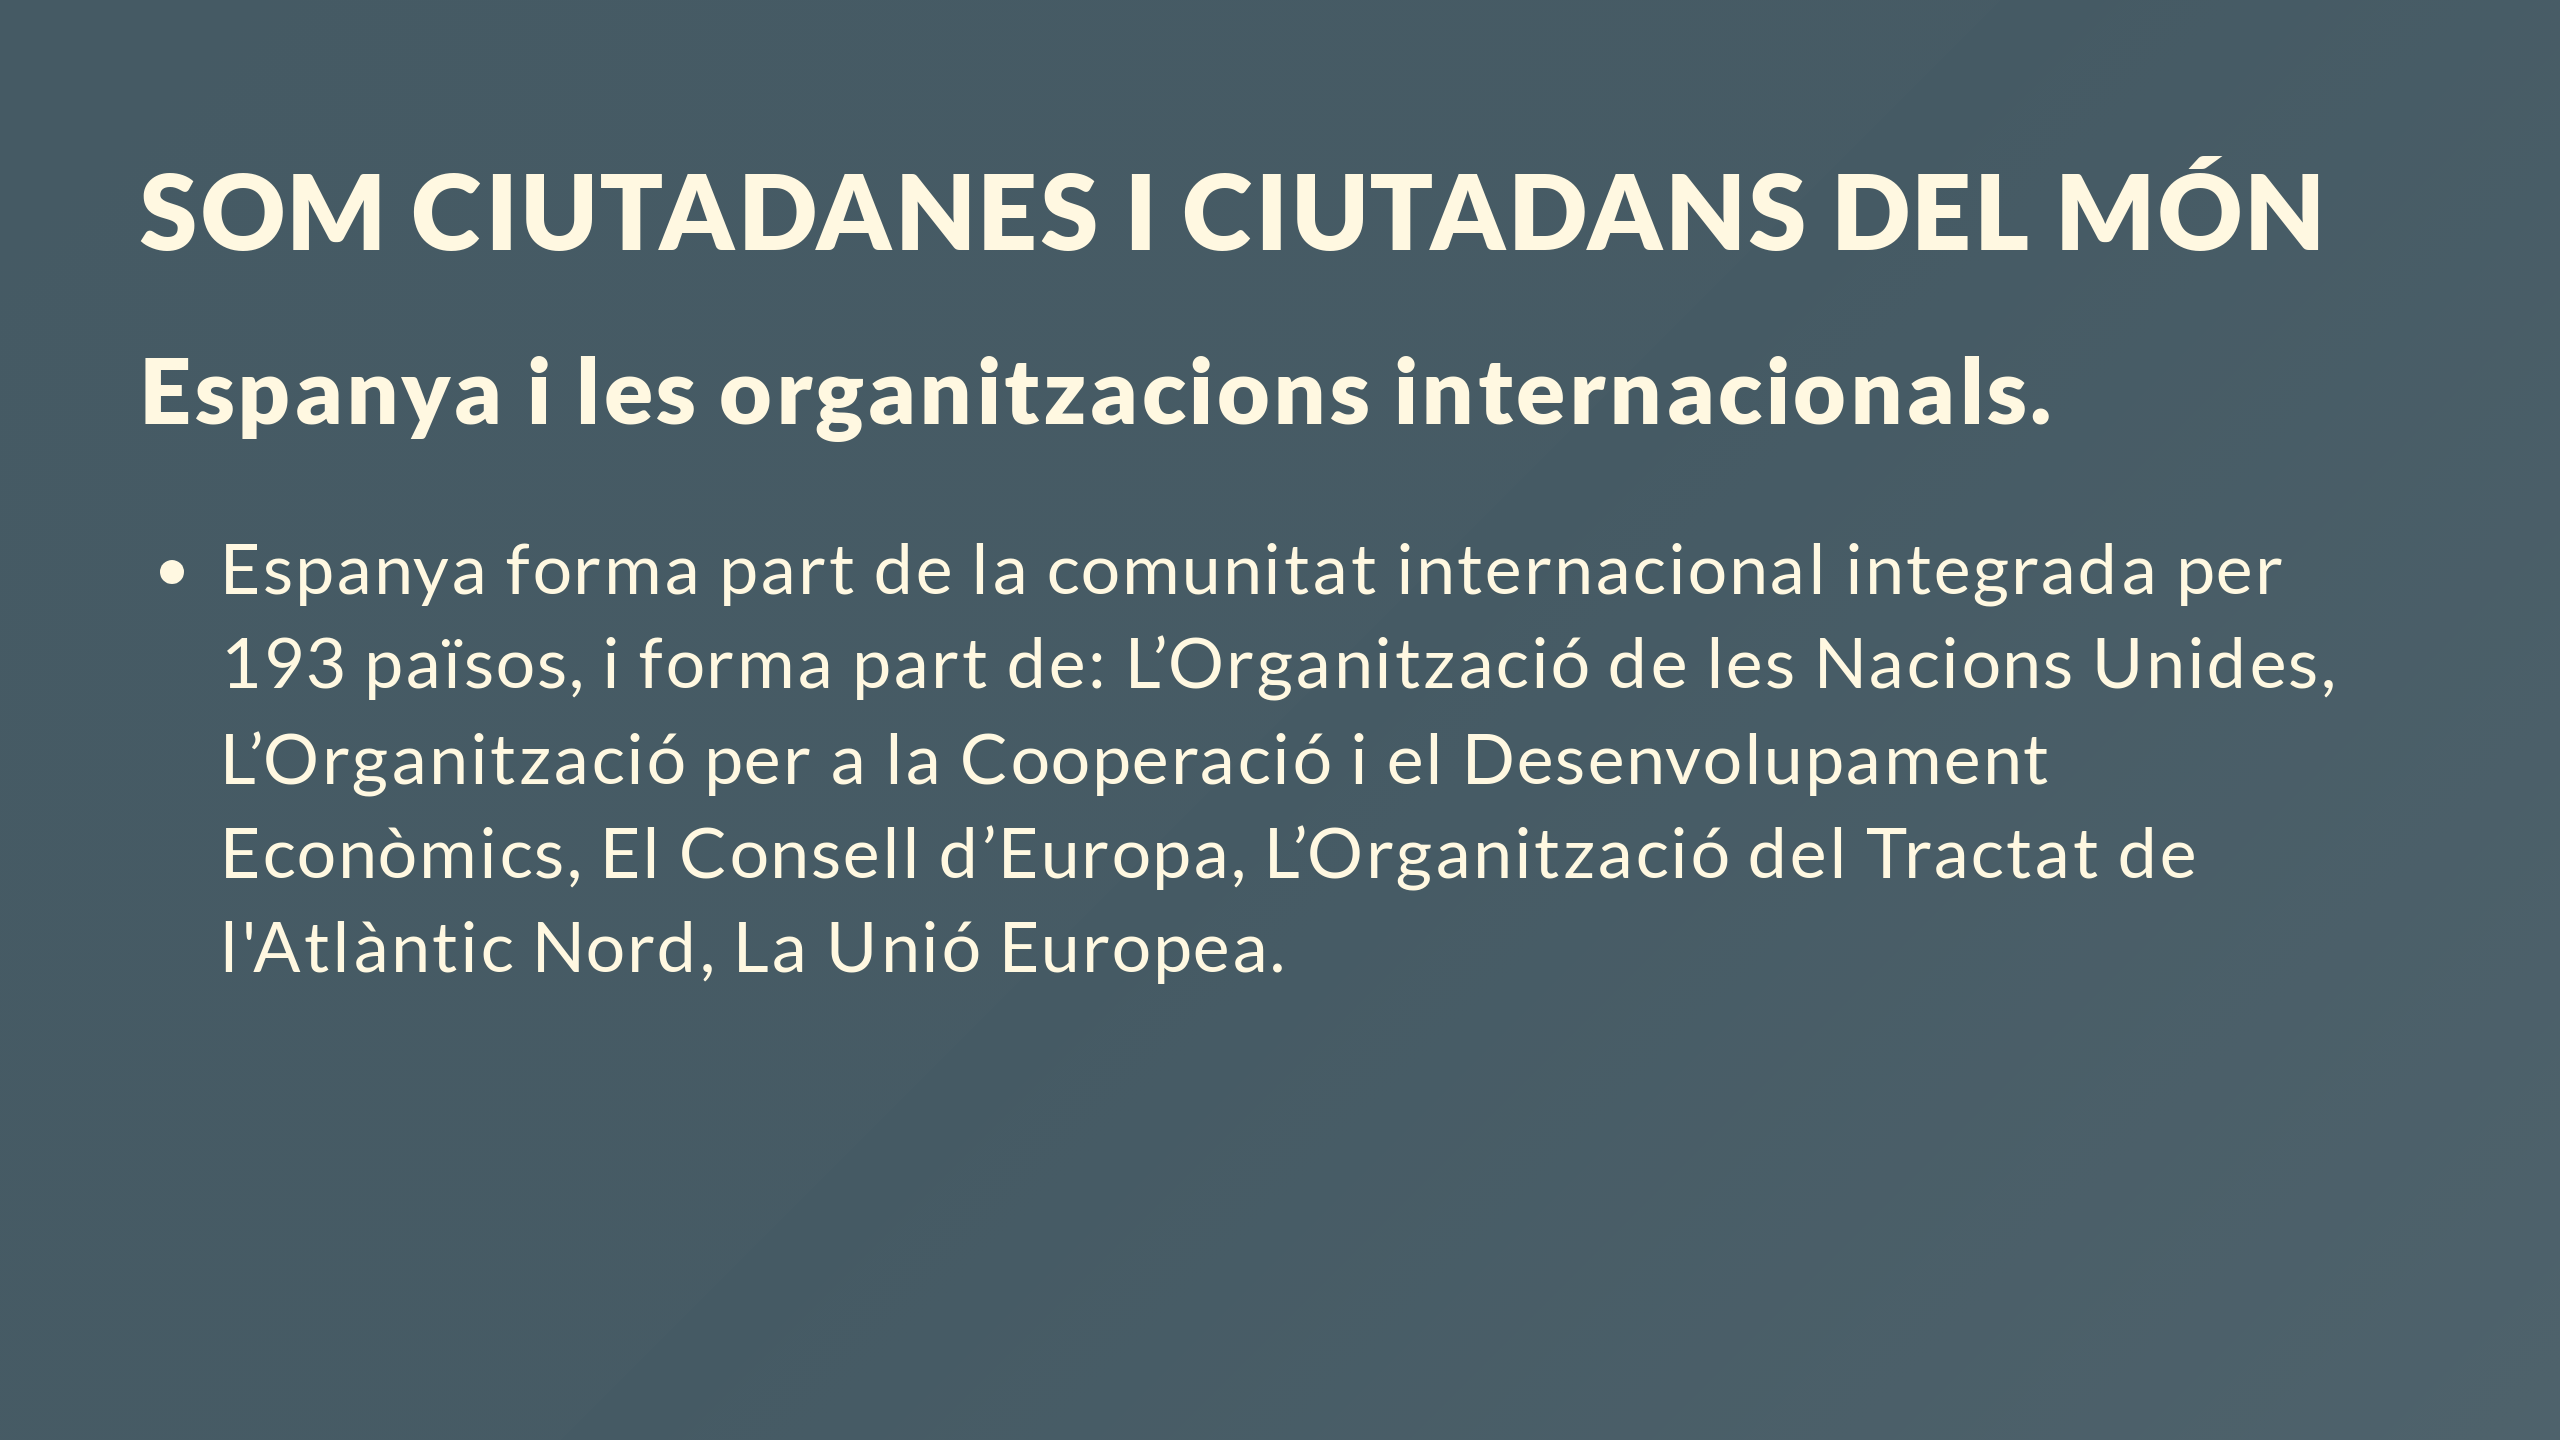 SOM CIUTADANES I CIUTADANS DEL MÓN
Espanya i les organitzacions internacionals.
• Espanya forma part de la comunitat internacional integrada per
193 països, i forma part de: L’Organització de les Nacions Unides,
L’Organització per a la Cooperació i el Desenvolupament
Econòmics, El Consell d’Europa, L’Organització del Tractat de
l'Atlàntic Nord, La Unió Europea.